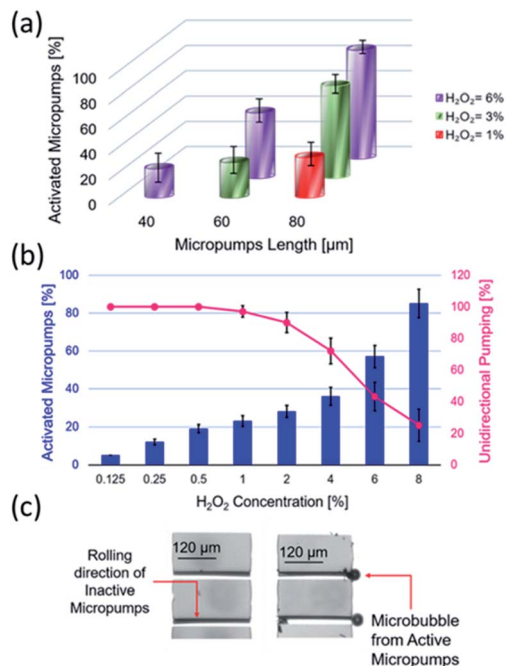 (a)
Activated Micropumps [%]
100
80
60
40
20
0
40
60
80
Micropumps Length [µm]
H₂O₂= 6%
H₂O₂= 3%
H₂O₂= 1%
(b)
Activated Micropumps [%]
100
80
60
40
20
0
120
100
80
60
40
20
0
Unidirectional Pumping [%]
0.125 0.25 0.5 1 2 4 6 8
H₂O₂ Concentration [%]
(c)
Rolling
direction of
Inactive
Micropumps
120 µm
120 µm
Microbubble
from Active
Micropumps